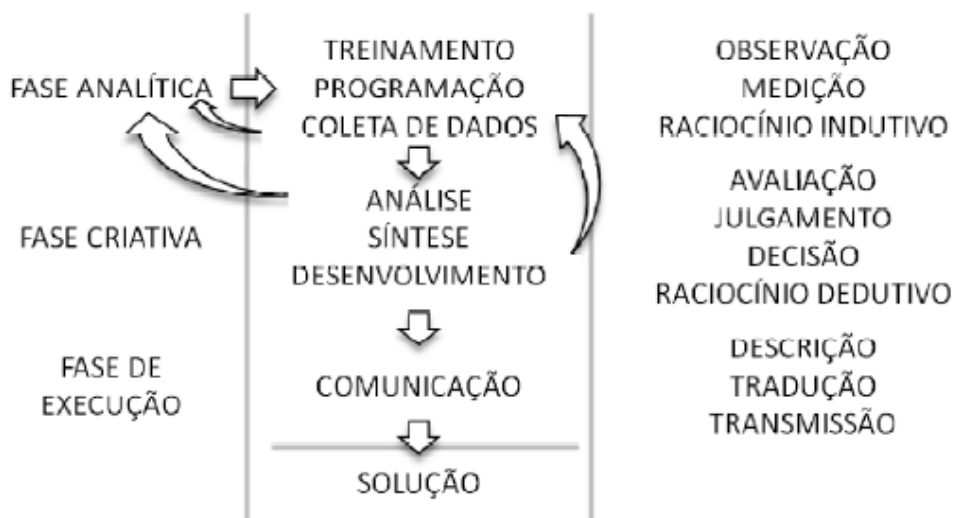 FASE ANALÍTICA
FASE CRIATIVA
FASE DE
EXECUÇÃO
TREINAMENTO
PROGRAMAÇÃO
COLETA DE DADOS
ANÁLISE
SÍNTESE
DESENVOLVIMENTO
COMUNICAÇÃO
SOLUÇÃO
OBSERVAÇÃO
MEDIÇÃO
RACIOCÍNIO INDUTIVO
AVALIAÇÃO
JULGAMENTO
DECISÃO
RACIOCÍNIO DEDUTIVO
DESCRIÇÃO
TRADUÇÃO
TRANSMISSÃO